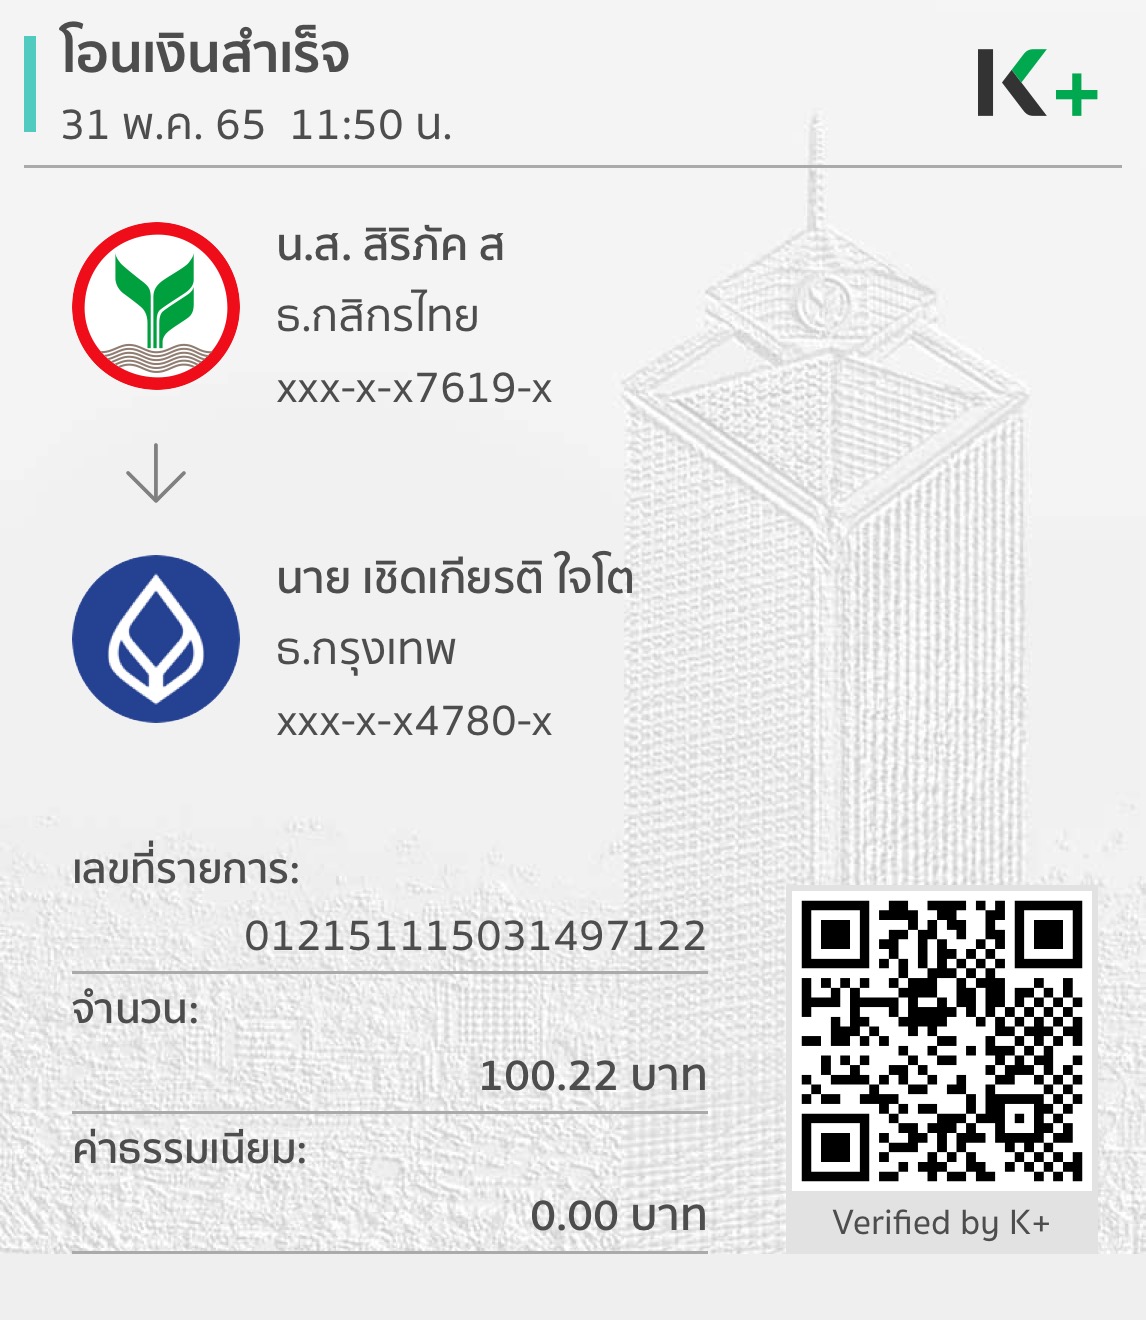 โอนเงินสำเร็จ
31 พ.ค. 65  11:50 น.
K+
น.ส. สิริภัค ส
ธ.กสิกรไทย
xxx-x-x7619-x
นาย เชิดเกียรติ ใจโต
ธ.กรุงเทพ
xxx-x-x4780-x
เลขที่รายการ:
012151115031497122
จำนวน:
100.22 บาท
ค่าธรรมเนียม:
0.00 บาท
Verified by K+